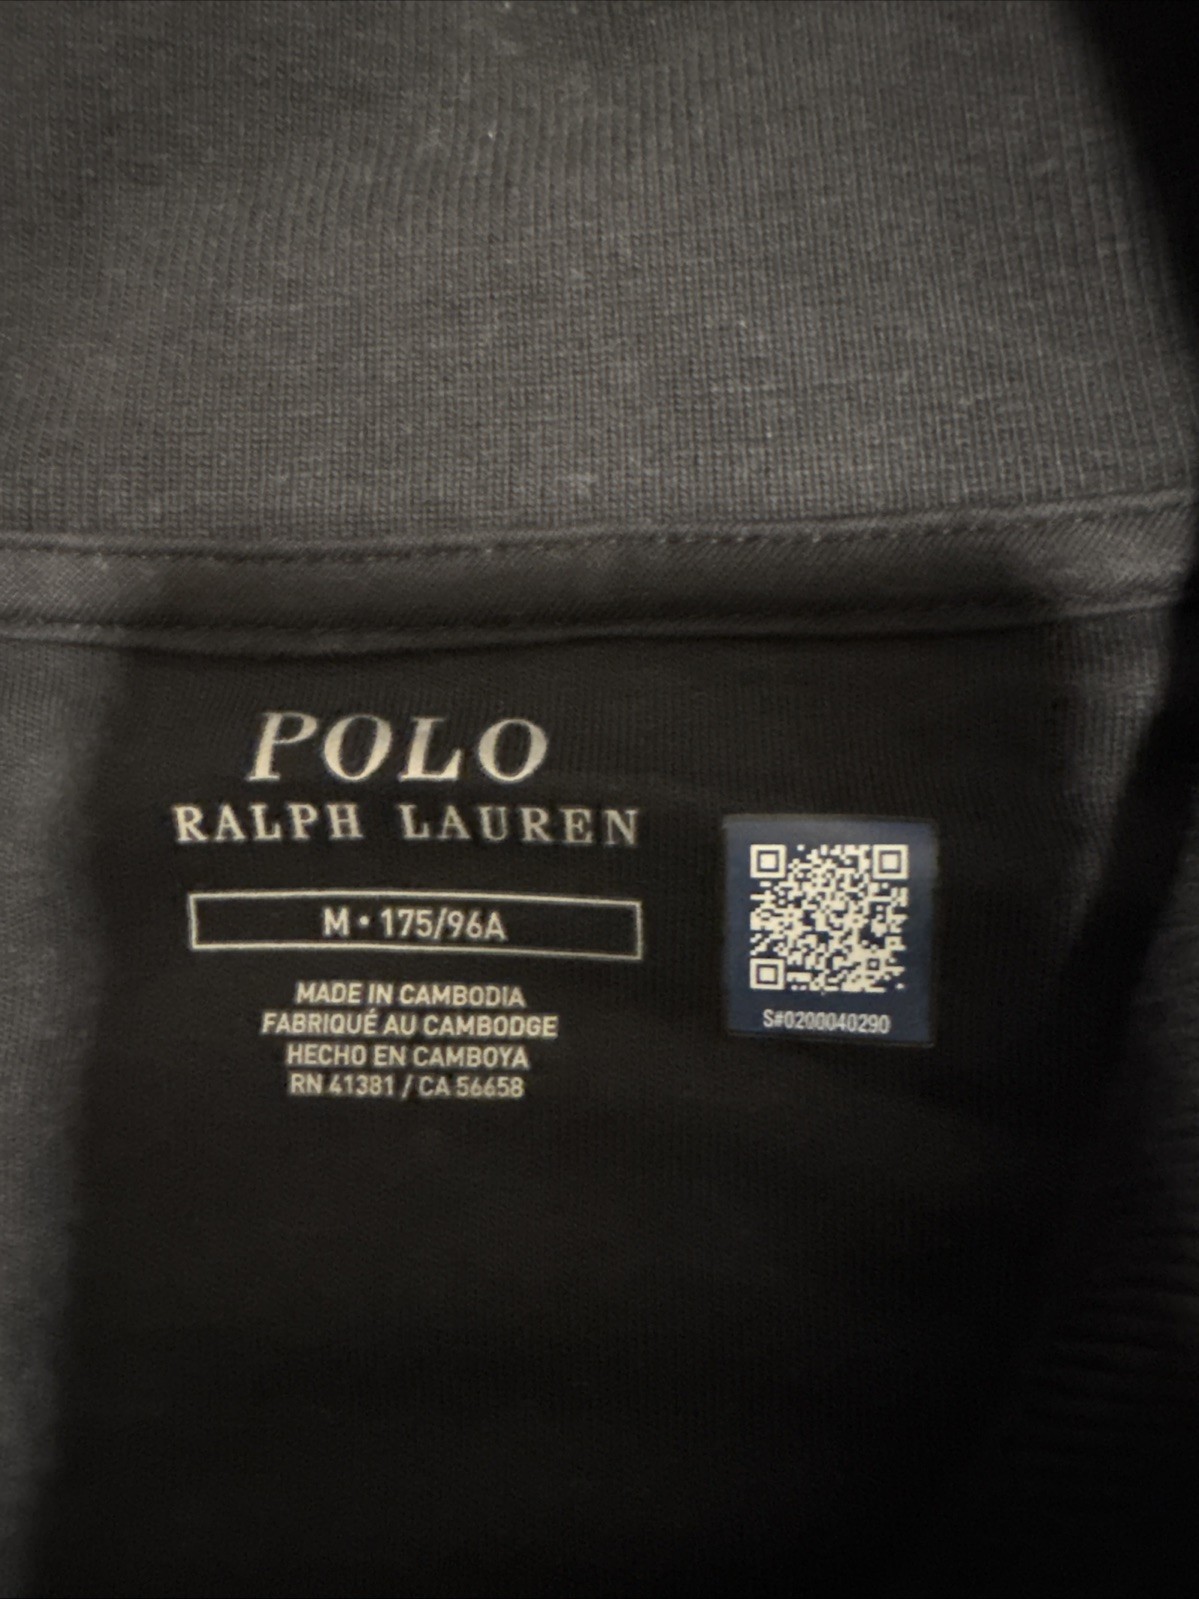 POLO
RALPH LAUREN
M • 175/96A
MADE IN CAMBODIA
FABRIQUÉ AU CAMBODGE
HECHO EN CAMBOYA
RN 41381 / CA 56658
S#0200040290